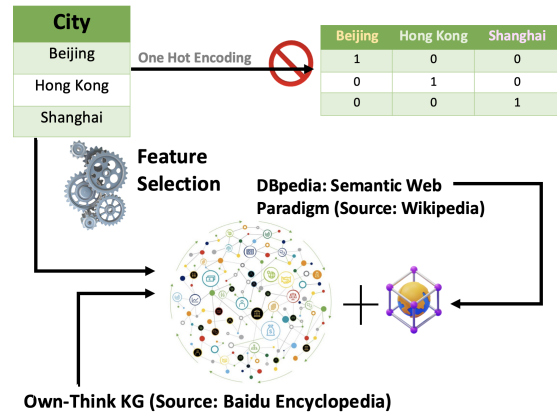 City
Beijing
Hong Kong
Shanghai
One Hot Encoding
Beijing Hong Kong Shanghai
1 0 0
0 1 0
0 0 1
Feature
Selection
DBpedia: Semantic Web
Paradigm (Source: Wikipedia)
Own-Think KG (Source: Baidu Encyclopedia)